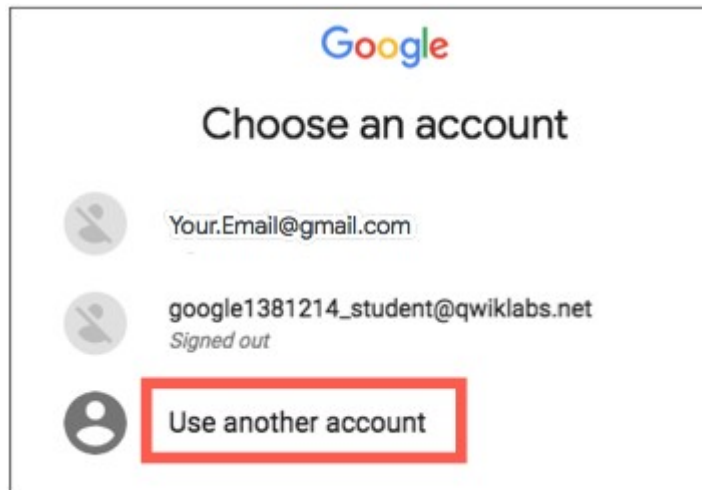 Google
Choose an account
Your.Email@gmail.com
google1381214_student@qwiklabs.net
Signed out
Use another account